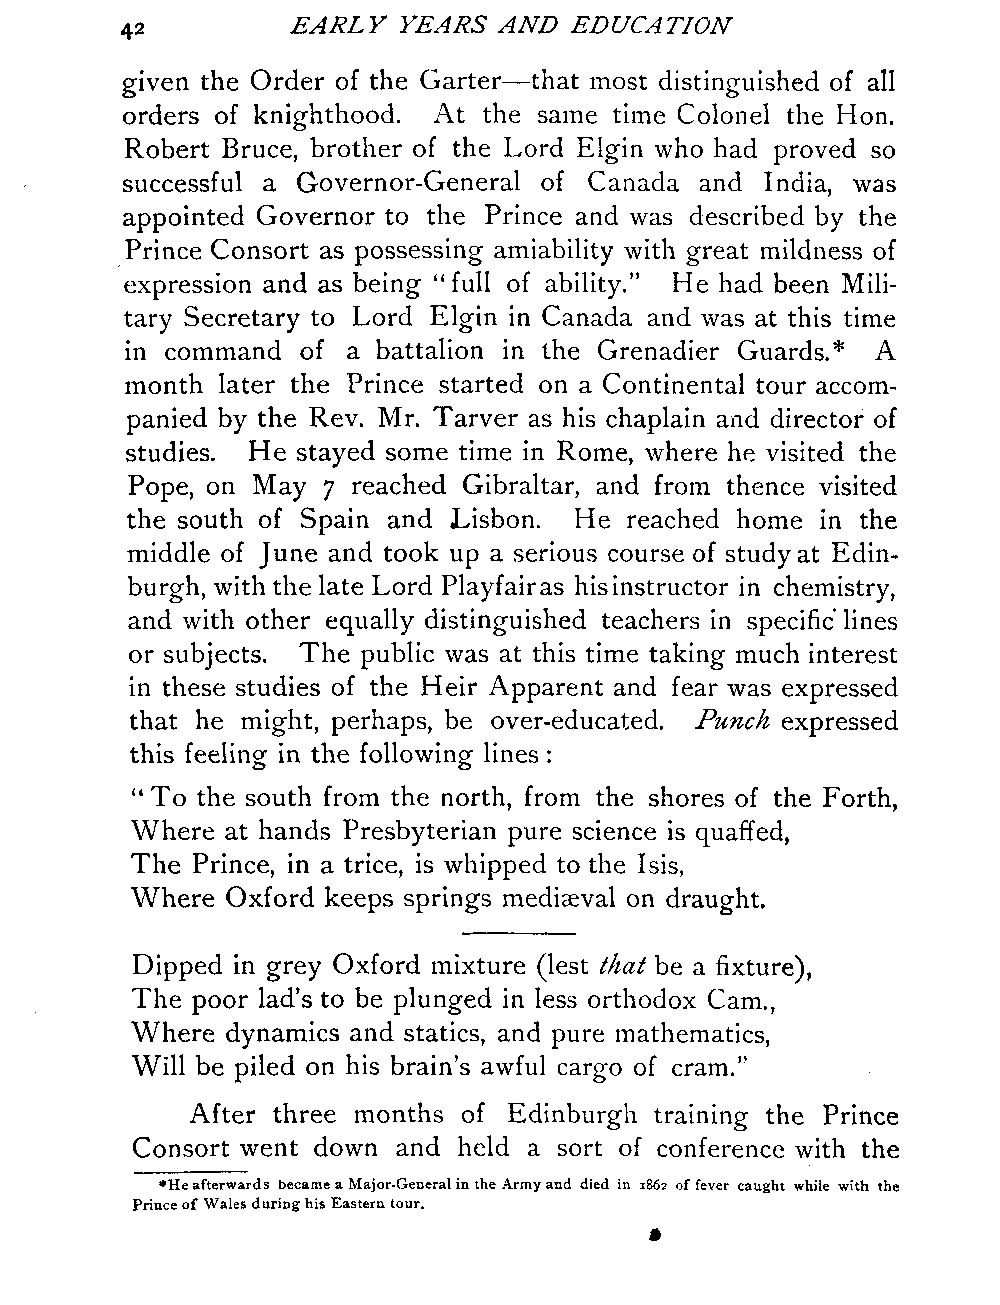 42 EARLY YEARS AND EDUCATION
given the Order of the Garter—that most distinguished of all
orders of knighthood. At the same time Colonel the Hon.
Robert Bruce, brother of the Lord Elgin who had proved so
successful a Governor-General of Canada and India, was
appointed Governor to the Prince and was described by the
Prince Consort as possessing amiability with great mildness of
expression and as being "full of ability." He had been Mili-
tary Secretary to Lord Elgin in Canada and was at this time
in command of a battalion in the Grenadier Guards.* A
month later the Prince started on a Continental tour accom-
panied by the Rev. Mr. Tarver as his chaplain and director of
studies. He stayed some time in Rome, where he visited the
Pope, on May 7 reached Gibraltar, and from thence visited
the south of Spain and Lisbon. He reached home in the
middle of June and took up a serious course of study at Edin-
burgh, with the late Lord Playfair as his instructor in chemistry,
and with other equally distinguished teachers in specific lines
or subjects. The public was at this time taking much interest
in these studies of the Heir Apparent and fear was expressed
that he might, perhaps, be over-educated. Punch expressed
this feeling in the following lines :
"To the south from the north, from the shores of the Forth,
Where at hands Presbyterian pure science is quaffed,
The Prince, in a trice, is whipped to the Isis,
Where Oxford keeps springs mediæval on draught.
Dipped in grey Oxford mixture (lest that be a fixture),
The poor lad's to be plunged in less orthodox Cam.,
Where dynamics and statics, and pure mathematics,
Will be piled on his brain's awful cargo of cram."
After three months of Edinburgh training the Prince
Consort went down and held a sort of conference with the
*He afterwards became a Major-General in the Army and died in 1862 of fever caught while with the
Prince of Wales during his Eastern tour.